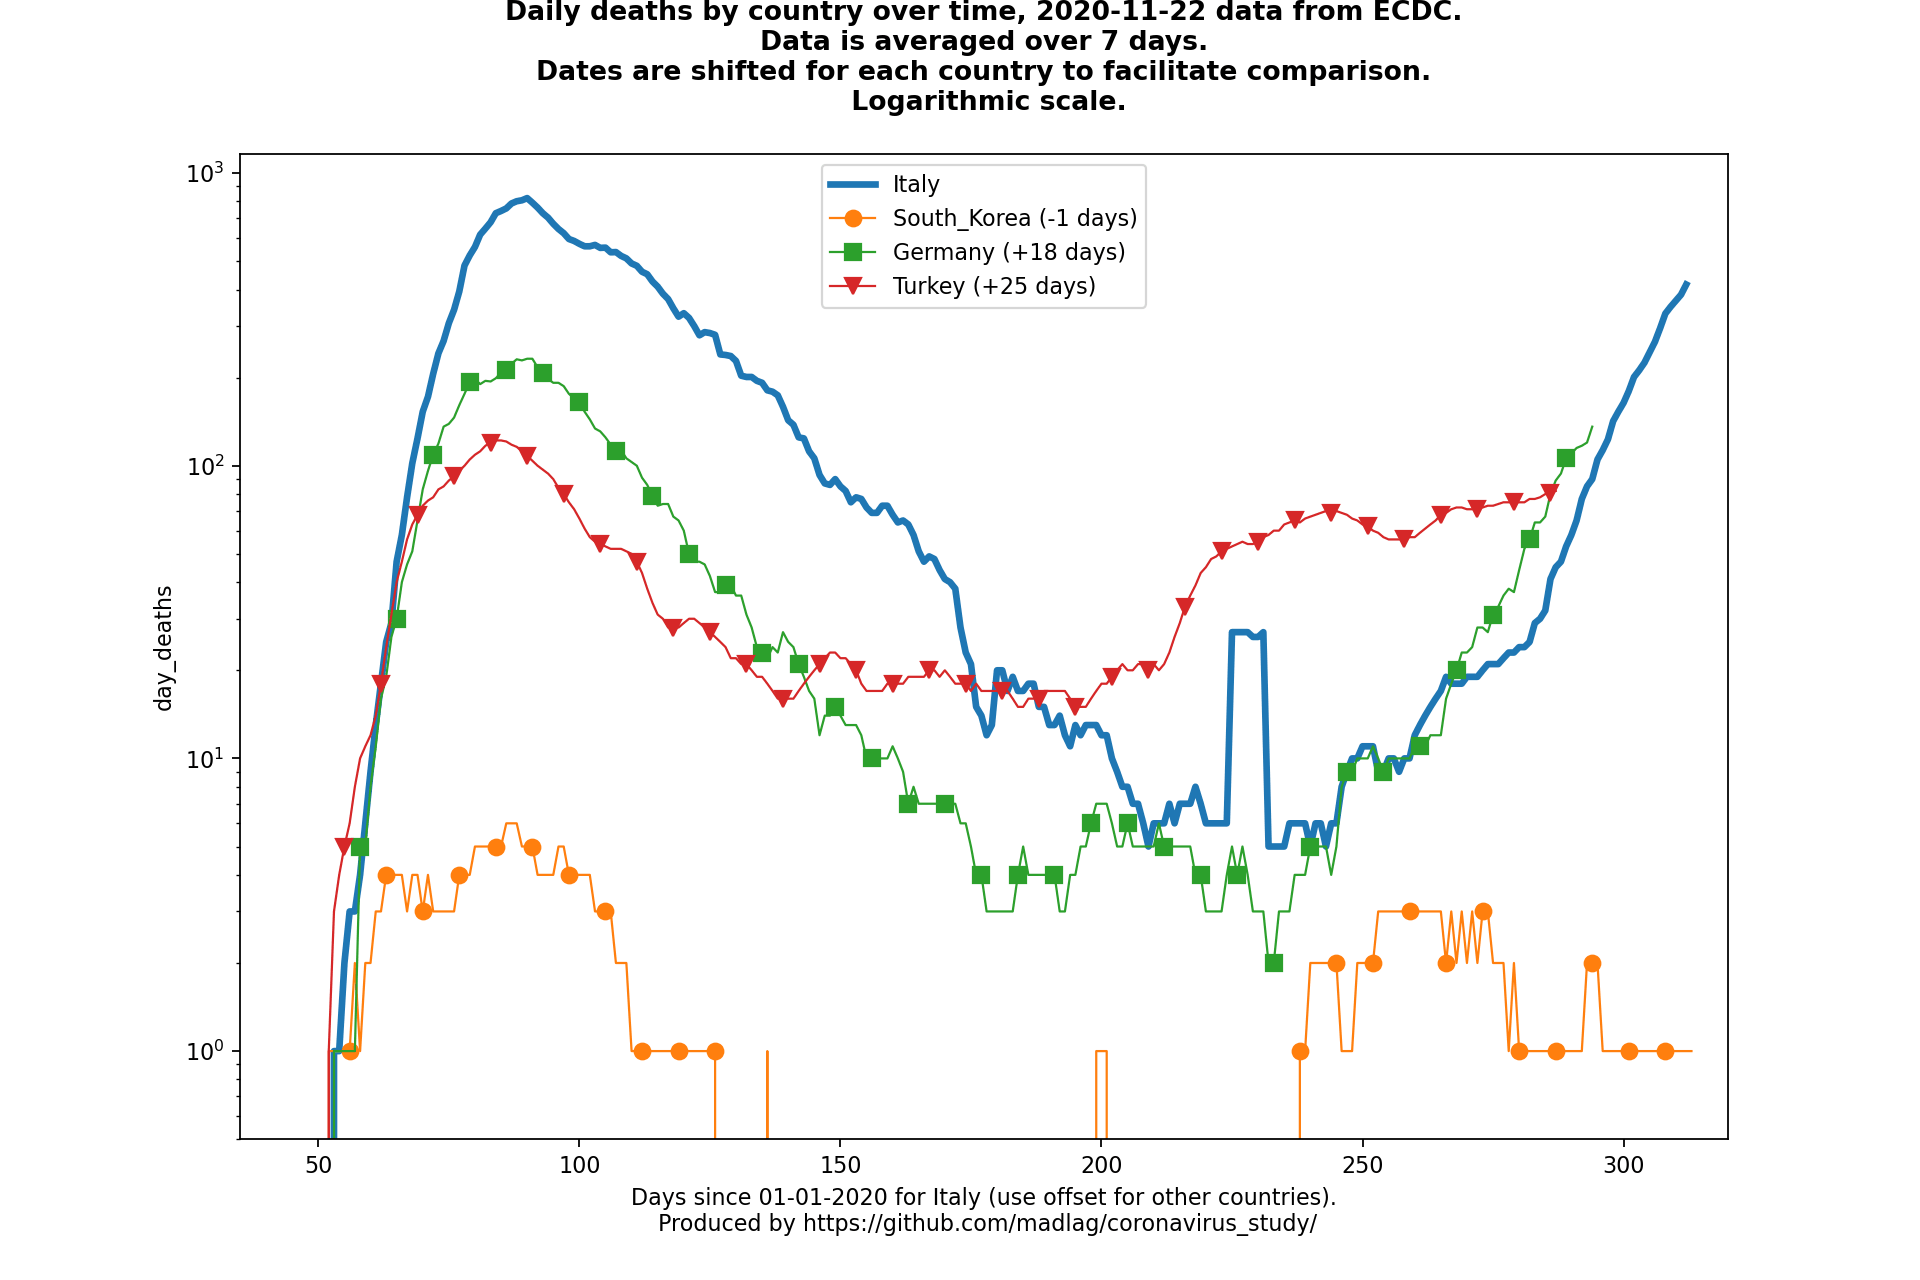 Daily deaths by country over time, 2020-11-22 data from ECDC.
Data is averaged over 7 days.
Dates are shifted for each country to facilitate comparison.
Logarithmic scale.
10³
Italy
South_Korea (-1 days)
Germany (+18 days)
Turkey (+25 days)
10²
day_deaths
10¹
10⁰
50 100 150 200 250 300
Days since 01-01-2020 for Italy (use offset for other countries).
Produced by https://github.com/madlag/coronavirus_study/